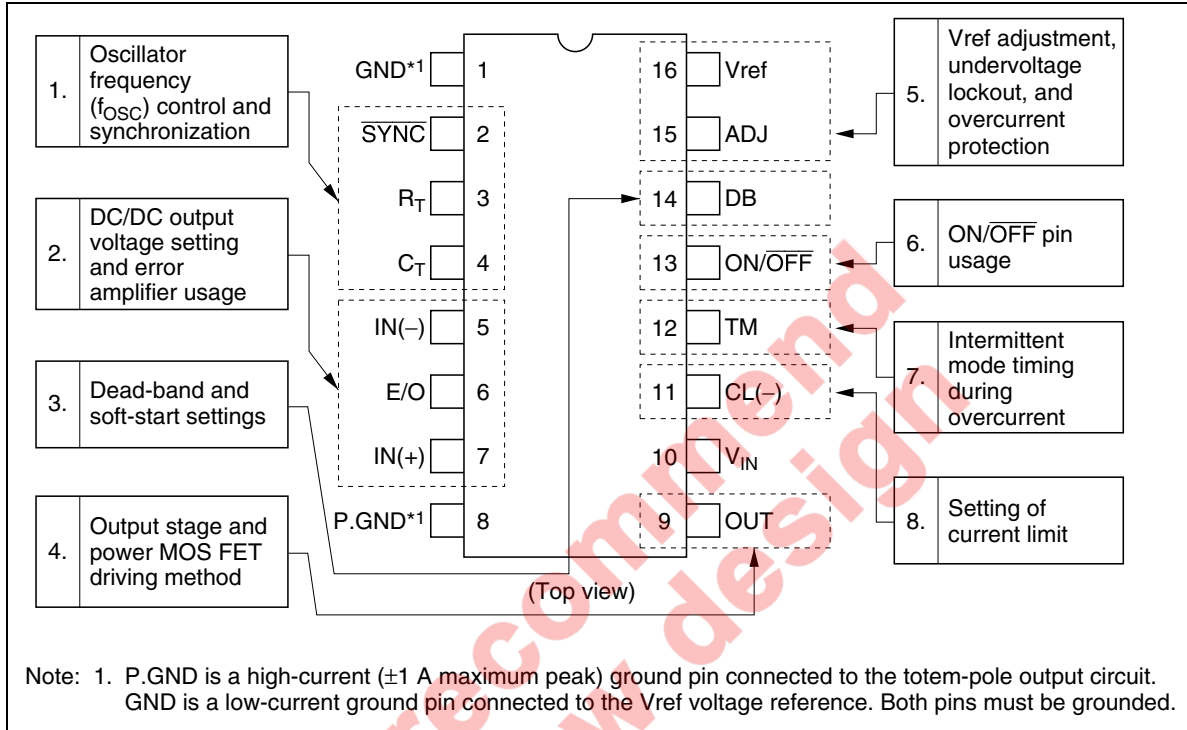 1.
Oscillator
frequency
(fOSC) control and
synchronization
2.
DC/DC output
voltage setting
and error
amplifier usage
3.
Dead-band and
soft-start settings
4.
Output stage and
power MOS FET
driving method
GND*1 1
S̅Y̅N̅C̅ 2
RT 3
CT 4
IN(–) 5
E/O 6
IN(+) 7
P.GND*1 8
16 Vref
15 ADJ
14 DB
13 ON/O̅F̅F̅
12 TM
11 CL(–)
10 VIN
9 OUT
(Top view)
5.
Vref adjustment,
undervoltage
lockout, and
overcurrent
protection
6.
ON/O̅F̅F̅ pin
usage
7.
Intermittent
mode timing
during
overcurrent
8.
Setting of
current limit
Note: 1. P.GND is a high-current (±1 A maximum peak) ground pin connected to the totem-pole output circuit.
GND is a low-current ground pin connected to the Vref voltage reference. Both pins must be grounded.
recommend
w design